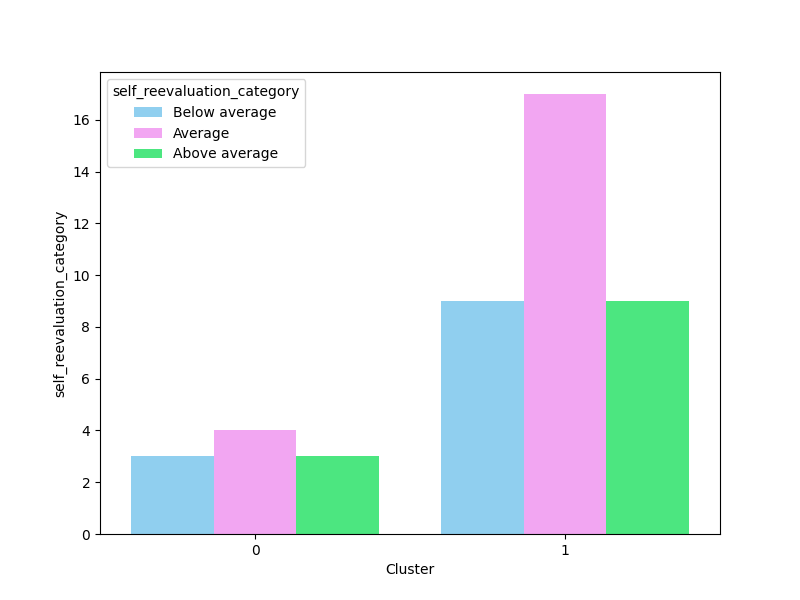 self_reevaluation_category
Below average
Average
Above average
self_reevaluation_category
16
14
12
10
8
6
4
2
0
0 1
Cluster